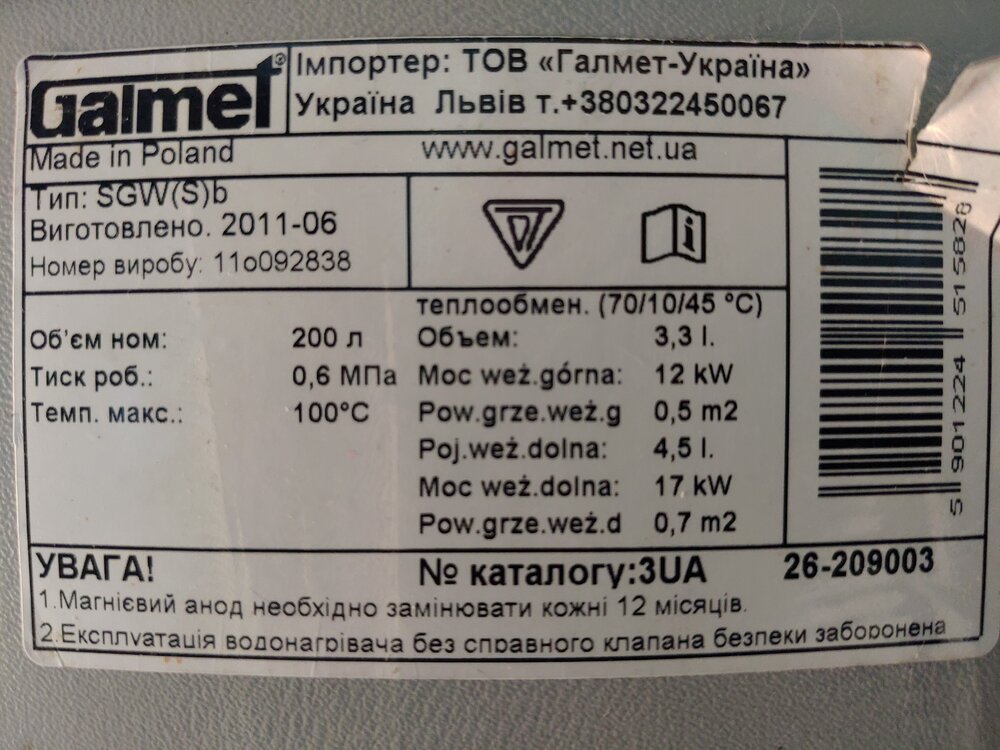 Galmet®
Імпортер: ТОВ «Галмет-Україна»
Україна Львів т.+380322450067
Made in Poland
www.galmet.net.ua
Тип: SGW(S)b
Виготовлено. 2011-06
Номер виробу: 11o092838
Об'єм ном: 200 л
Тиск роб.: 0,6 МПа
Темп. макс.: 100°C
теплообмен. (70/10/45 °C)
Объем: 3,3 l.
Moc weż.górna: 12 kW
Pow.grze.weż.g 0,5 m2
Poj.weż.dolna: 4,5 l.
Moc weż.dolna: 17 kW
Pow.grze.weż.d 0,7 m2
5 901224 515826
УВАГА!
№ каталогу:3UA 26-209003
1.Магнієвий анод необхідно замінювати кожні 12 місяців.
2.Експлуатація водонагрівача без справного клапана безпеки заборонена